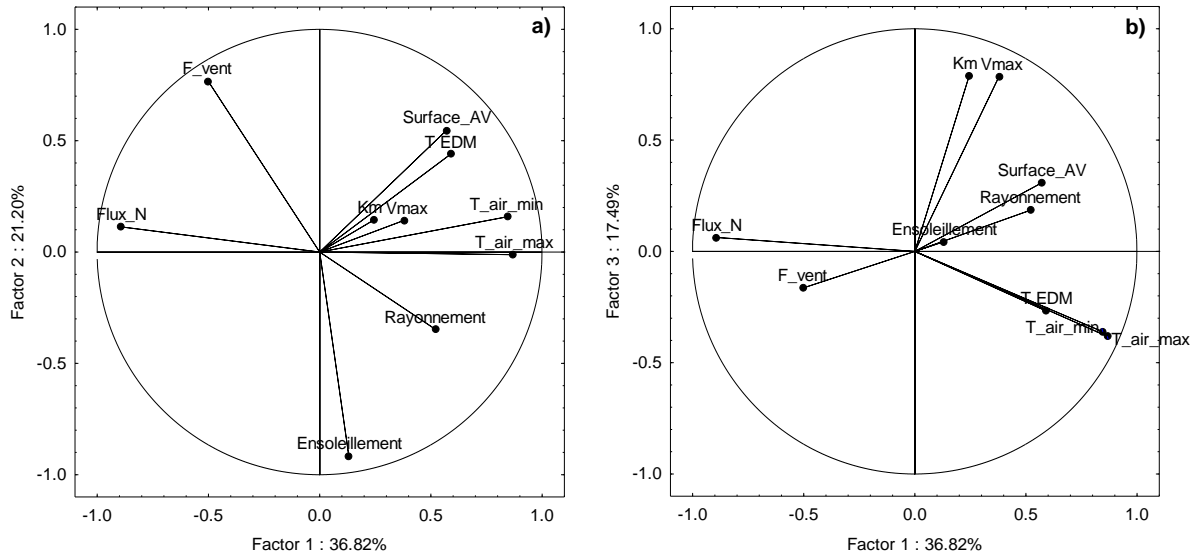 a)
1.0
0.5
0.0
-0.5
-1.0
Factor 2 : 21.20%
F_vent
Surface_AV
T EDM
Flux_N
Km Vmax
T_air_min
T_air_max
Rayonnement
Ensoleillement
-1.0 -0.5 0.0 0.5 1.0
Factor 1 : 36.82%
b)
1.0
0.5
0.0
-0.5
-1.0
Factor 3 : 17.49%
Km Vmax
Surface_AV
Rayonnement
Ensoleillement
Flux_N
F_vent
T EDM
T_air_min
T_air_max
-1.0 -0.5 0.0 0.5 1.0
Factor 1 : 36.82%